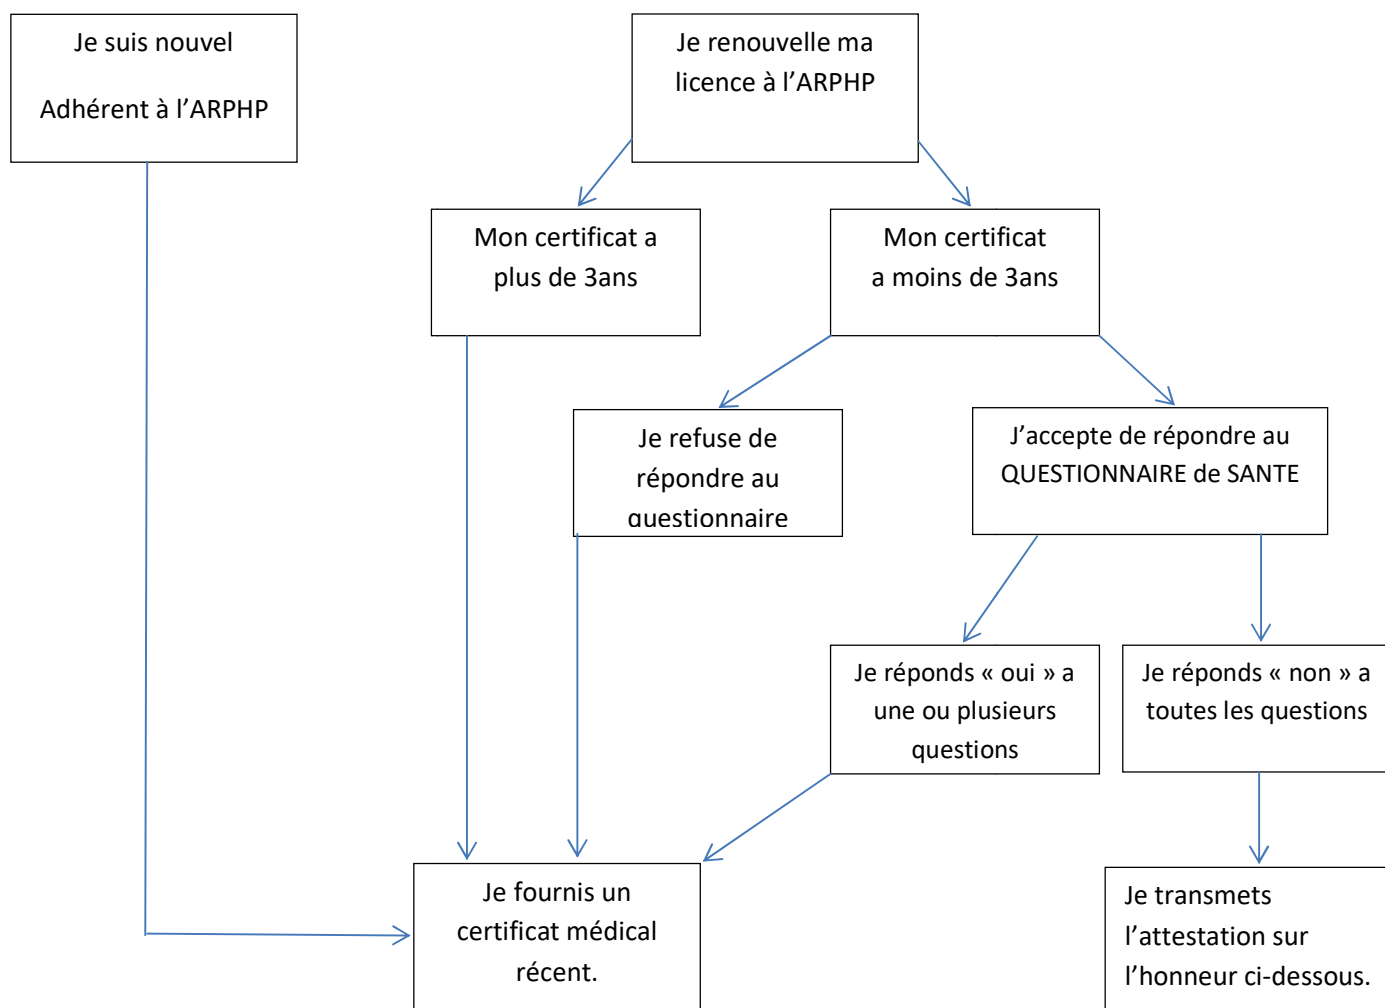 Je suis nouvel
Adhérent à l’ARPHP
Je renouvelle ma
licence à l’ARPHP
Mon certificat a
plus de 3ans
Mon certificat
a moins de 3ans
Je refuse de
répondre au
questionnaire
J’accepte de répondre au
QUESTIONNAIRE de SANTE
Je réponds « oui » a
une ou plusieurs
questions
Je réponds « non » a
toutes les questions
Je fournis un
certificat médical
récent.
Je transmets
l’attestation sur
l’honneur ci-dessous.